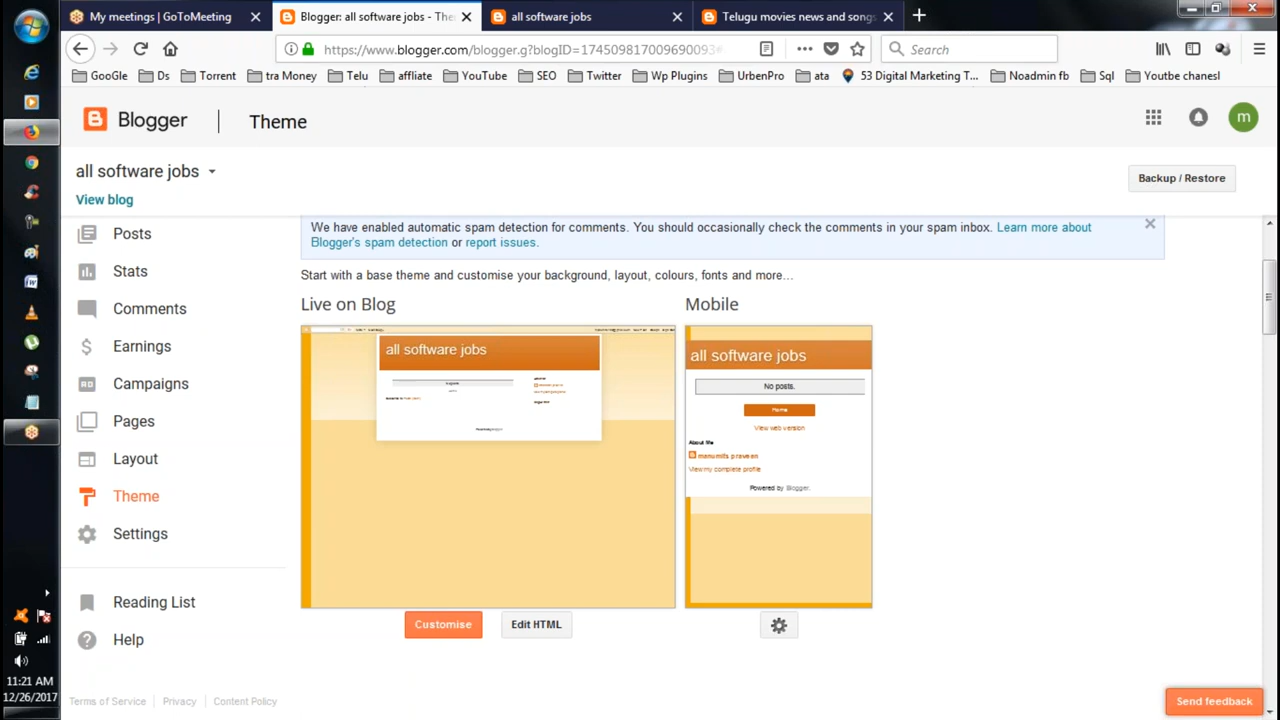 My meetings | GoToMeeting
Blogger: all software jobs - The
all software jobs
Telugu movies news and songs
https://www.blogger.com/blogger.g?blogID=1745098170096900093#
Search
GooGle
Ds
Torrent
tra Money
Telu
affliate
YouTube
SEO
Twitter
Wp Plugins
UrbenPro
ata
53 Digital Marketing T...
Noadmin fb
Sql
Youtbe chanesl
Blogger
Theme
m
all software jobs
View blog
Backup / Restore
We have enabled automatic spam detection for comments. You should occasionally check the comments in your spam inbox. Learn more about
Blogger's spam detection or report issues.
Start with a base theme and customise your background, layout, colours, fonts and more...
Posts
Stats
Comments
Earnings
Campaigns
Pages
Layout
Theme
Settings
Reading List
Help
Live on Blog
Mobile
all software jobs
all software jobs
No posts.
Home
View web version
About Me
View my complete profile
Powered by Blogger.
Customise
Edit HTML
Terms of Service
Privacy
Content Policy
Send feedback
11:21 AM
12/26/2017